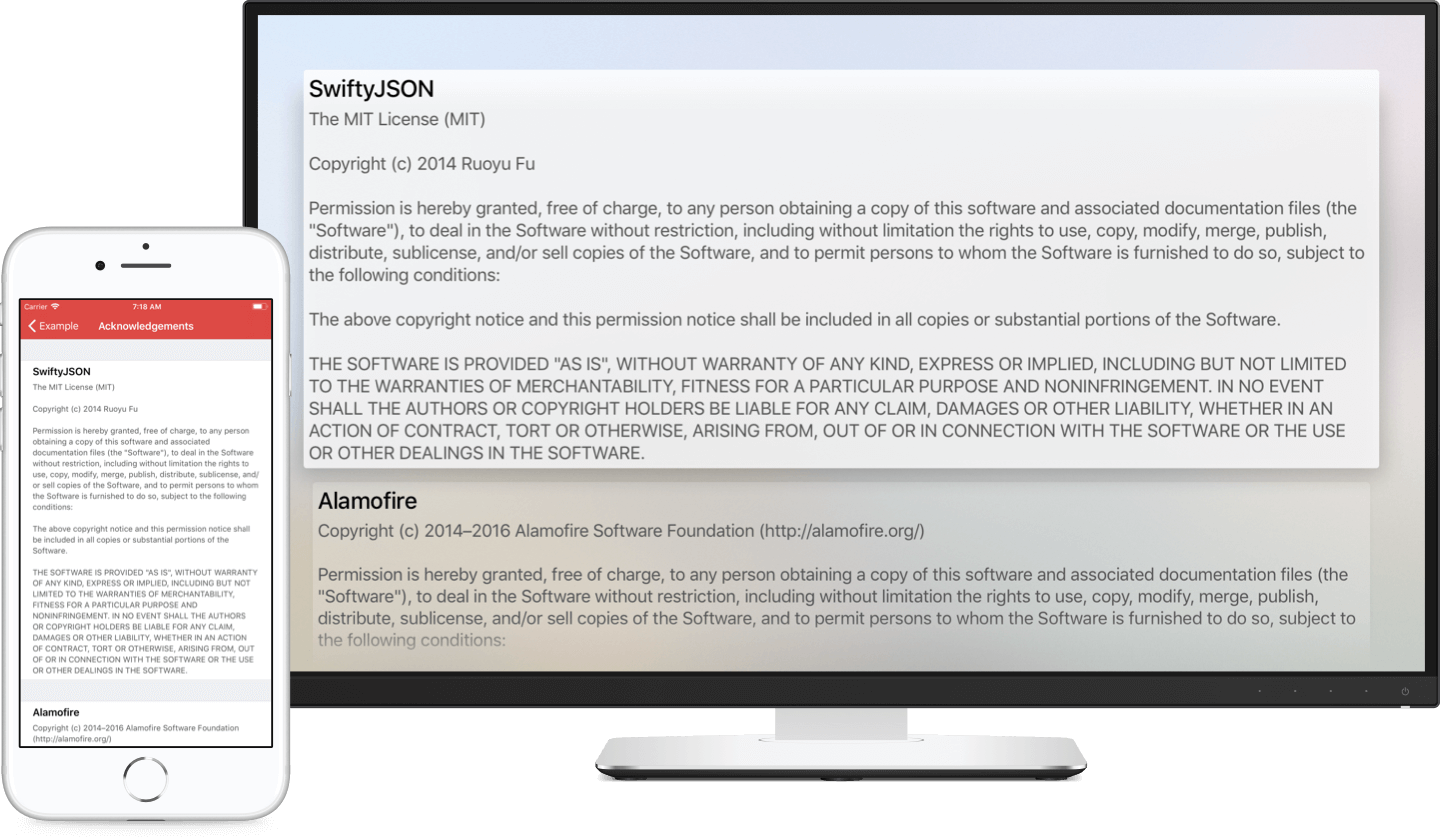 SwiftyJSON
The MIT License (MIT)
Copyright (c) 2014 Ruoyu Fu
Permission is hereby granted, free of charge, to any person obtaining a copy of this software and associated documentation files (the
"Software"), to deal in the Software without restriction, including without limitation the rights to use, copy, modify, merge, publish,
distribute, sublicense, and/or sell copies of the Software, and to permit persons to whom the Software is furnished to do so, subject to
the following conditions:
The above copyright notice and this permission notice shall be included in all copies or substantial portions of the Software.
THE SOFTWARE IS PROVIDED "AS IS", WITHOUT WARRANTY OF ANY KIND, EXPRESS OR IMPLIED, INCLUDING BUT NOT LIMITED
TO THE WARRANTIES OF MERCHANTABILITY, FITNESS FOR A PARTICULAR PURPOSE AND NONINFRINGEMENT. IN NO EVENT
SHALL THE AUTHORS OR COPYRIGHT HOLDERS BE LIABLE FOR ANY CLAIM, DAMAGES OR OTHER LIABILITY, WHETHER IN AN
ACTION OF CONTRACT, TORT OR OTHERWISE, ARISING FROM, OUT OF OR IN CONNECTION WITH THE SOFTWARE OR THE USE
OR OTHER DEALINGS IN THE SOFTWARE.
Alamofire
Copyright (c) 2014–2016 Alamofire Software Foundation (http://alamofire.org/)
Permission is hereby granted, free of charge, to any person obtaining a copy of this software and associated documentation files (the
"Software"), to deal in the Software without restriction, including without limitation the rights to use, copy, modify, merge, publish,
distribute, sublicense, and/or sell copies of the Software, and to permit persons to whom the Software is furnished to do so, subject to
the following conditions:
Carrier 7:18 AM
Example Acknowledgements
SwiftyJSON
The MIT License (MIT)
Copyright (c) 2014 Ruoyu Fu
Permission is hereby granted, free of charge, to any person
obtaining a copy of this software and associated
documentation files (the "Software"), to deal in the Software
without restriction, including without limitation the rights to
use, copy, modify, merge, publish, distribute, sublicense, and/
or sell copies of the Software, and to permit persons to whom
the Software is furnished to do so, subject to the following
conditions:
The above copyright notice and this permission notice shall
be included in all copies or substantial portions of the
Software.
THE SOFTWARE IS PROVIDED "AS IS", WITHOUT WARRANTY
OF ANY KIND, EXPRESS OR IMPLIED, INCLUDING BUT NOT
LIMITED TO THE WARRANTIES OF MERCHANTABILITY,
FITNESS FOR A PARTICULAR PURPOSE AND
NONINFRINGEMENT. IN NO EVENT SHALL THE AUTHORS
OR COPYRIGHT HOLDERS BE LIABLE FOR ANY CLAIM,
DAMAGES OR OTHER LIABILITY, WHETHER IN AN ACTION
OF CONTRACT, TORT OR OTHERWISE, ARISING FROM, OUT
OF OR IN CONNECTION WITH THE SOFTWARE OR THE USE
OR OTHER DEALINGS IN THE SOFTWARE.
Alamofire
Copyright (c) 2014–2016 Alamofire Software Foundation
(http://alamofire.org/)